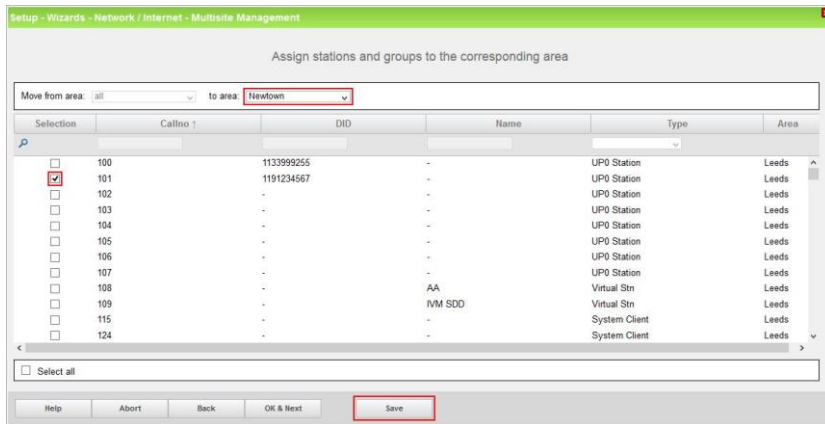 Setup - Wizards - Network / Internet - Multisite Management
Assign stations and groups to the corresponding area
Move from area: all to area: Newtown
Selection Callno ↑ DID Name Type Area
100 1133999255 - UP0 Station Leeds
101 1191234567 - UP0 Station Leeds
102 - - UP0 Station Leeds
103 - - UP0 Station Leeds
104 - - UP0 Station Leeds
105 - - UP0 Station Leeds
106 - - UP0 Station Leeds
107 - - UP0 Station Leeds
108 - AA Virtual Stn Leeds
109 - IVM SDD Virtual Stn Leeds
115 - - System Client Leeds
124 - - System Client Leeds
Select all
Help Abort Back OK & Next Save